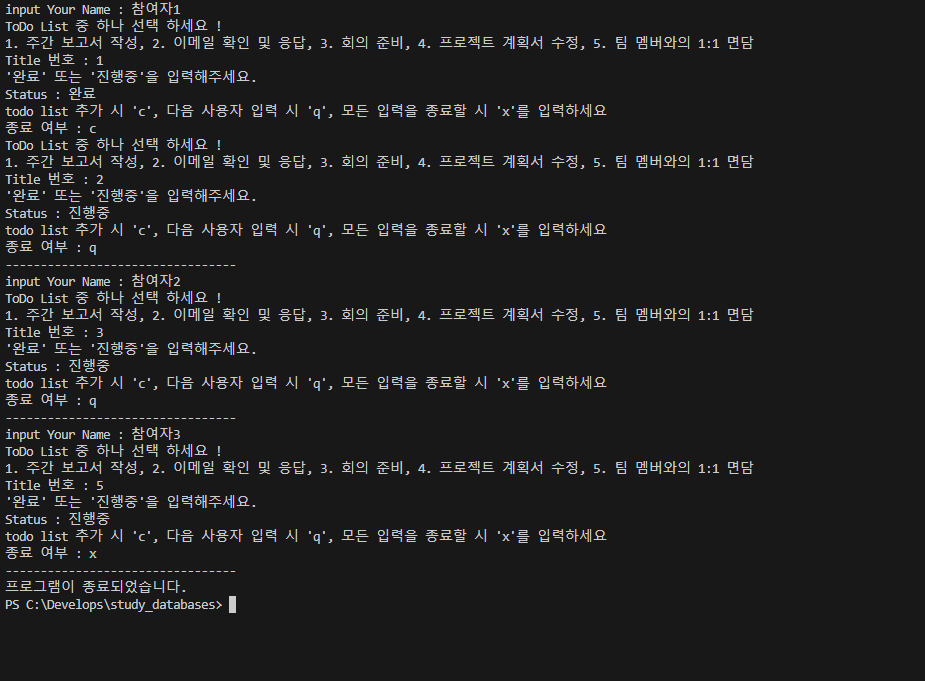 input Your Name : 참여자1
ToDo List 중 하나 선택 하세요 !
1. 주간 보고서 작성, 2. 이메일 확인 및 응답, 3. 회의 준비, 4. 프로젝트 계획서 수정, 5. 팀 멤버와의 1:1 면담
Title 번호 : 1
'완료' 또는 '진행중'을 입력해주세요.
Status : 완료
todo list 추가 시 'c', 다음 사용자 입력 시 'q', 모든 입력을 종료할 시 'x'를 입력하세요
종료 여부 : c
ToDo List 중 하나 선택 하세요 !
1. 주간 보고서 작성, 2. 이메일 확인 및 응답, 3. 회의 준비, 4. 프로젝트 계획서 수정, 5. 팀 멤버와의 1:1 면담
Title 번호 : 2
'완료' 또는 '진행중'을 입력해주세요.
Status : 진행중
todo list 추가 시 'c', 다음 사용자 입력 시 'q', 모든 입력을 종료할 시 'x'를 입력하세요
종료 여부 : q
---------------------------------
input Your Name : 참여자2
ToDo List 중 하나 선택 하세요 !
1. 주간 보고서 작성, 2. 이메일 확인 및 응답, 3. 회의 준비, 4. 프로젝트 계획서 수정, 5. 팀 멤버와의 1:1 면담
Title 번호 : 3
'완료' 또는 '진행중'을 입력해주세요.
Status : 진행중
todo list 추가 시 'c', 다음 사용자 입력 시 'q', 모든 입력을 종료할 시 'x'를 입력하세요
종료 여부 : q
---------------------------------
input Your Name : 참여자3
ToDo List 중 하나 선택 하세요 !
1. 주간 보고서 작성, 2. 이메일 확인 및 응답, 3. 회의 준비, 4. 프로젝트 계획서 수정, 5. 팀 멤버와의 1:1 면담
Title 번호 : 5
'완료' 또는 '진행중'을 입력해주세요.
Status : 진행중
todo list 추가 시 'c', 다음 사용자 입력 시 'q', 모든 입력을 종료할 시 'x'를 입력하세요
종료 여부 : x
---------------------------------
프로그램이 종료되었습니다.
PS C:\Develops\study_databases>